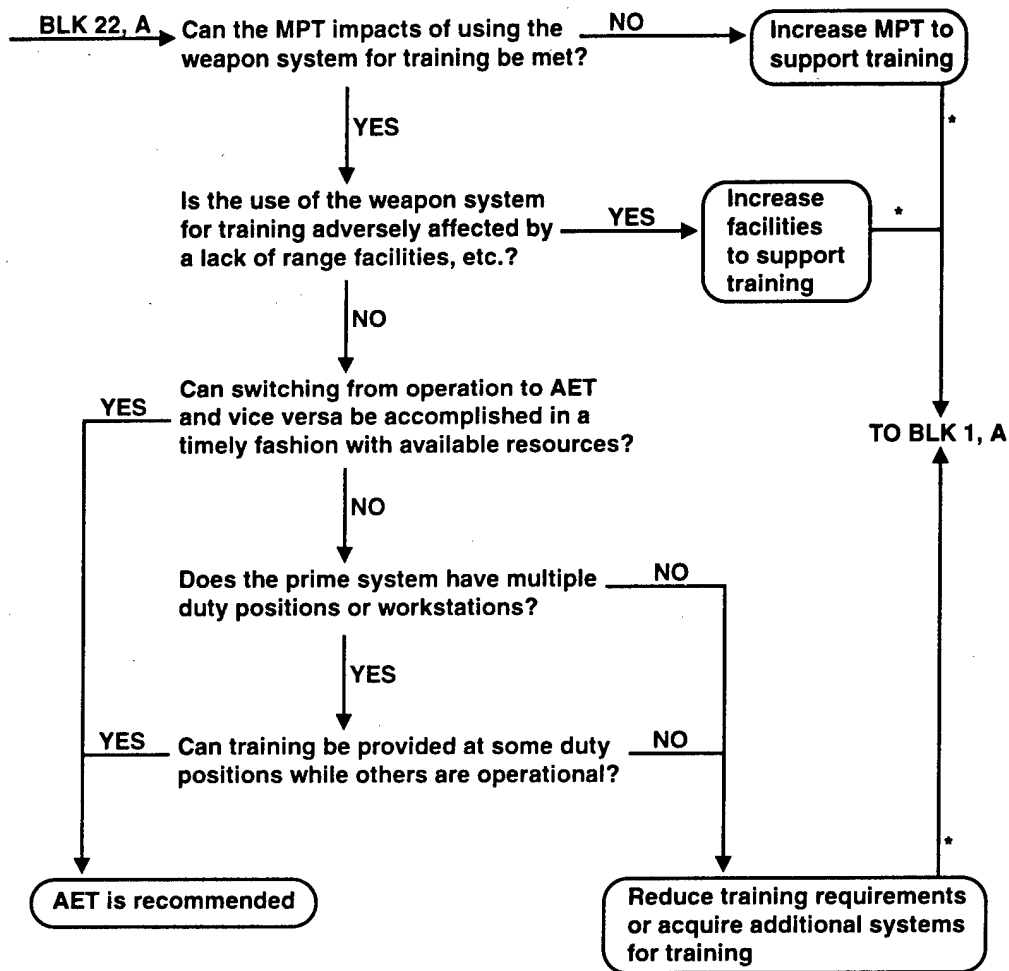 BLK 22, A
Can the MPT impacts of using the
weapon system for training be met?
NO
Increase MPT to
support training
*
YES
Is the use of the weapon system
for training adversely affected by
a lack of range facilities, etc.?
YES
Increase
facilities
to support
training
*
NO
Can switching from operation to AET
and vice versa be accomplished in a
timely fashion with available resources?
YES
TO BLK 1, A
NO
Does the prime system have multiple
duty positions or workstations?
NO
YES
YES
Can training be provided at some duty
positions while others are operational?
NO
*
AET is recommended
Reduce training requirements
or acquire additional systems
for training